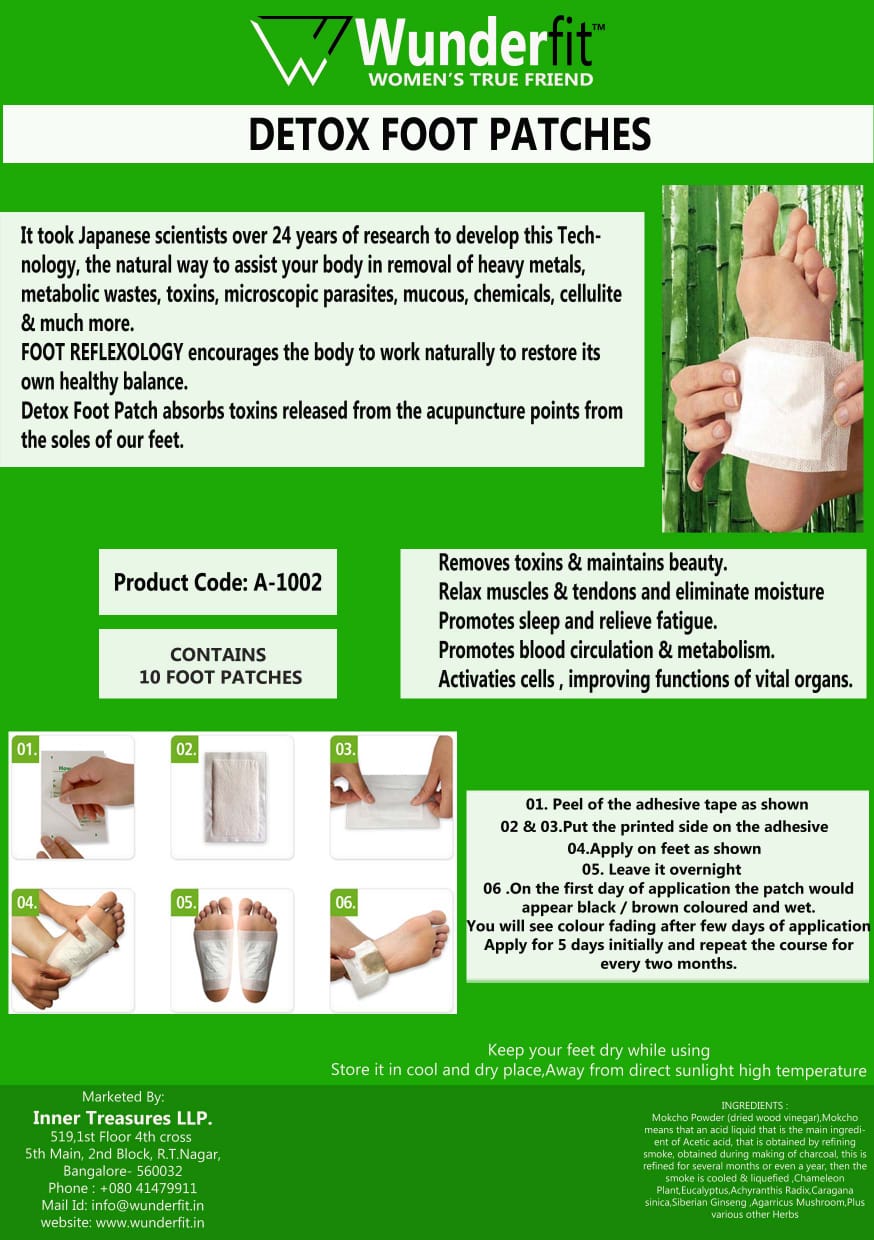 Wunderfit™
WOMEN'S TRUE FRIEND
DETOX FOOT PATCHES
It took Japanese scientists over 24 years of research to develop this Tech-
nology, the natural way to assist your body in removal of heavy metals,
metabolic wastes, toxins, microscopic parasites, mucous, chemicals, cellulite
& much more.
FOOT REFLEXOLOGY encourages the body to work naturally to restore its
own healthy balance.
Detox Foot Patch absorbs toxins released from the acupuncture points from
the soles of our feet.
Product Code: A-1002
CONTAINS
10 FOOT PATCHES
Removes toxins & maintains beauty.
Relax muscles & tendons and eliminate moisture
Promotes sleep and relieve fatigue.
Promotes blood circulation & metabolism.
Activaties cells , improving functions of vital organs.
01.
02.
03.
04.
05.
06.
01. Peel of the adhesive tape as shown
02 & 03.Put the printed side on the adhesive
04.Apply on feet as shown
05. Leave it overnight
06 .On the first day of application the patch would
appear black / brown coloured and wet.
You will see colour fading after few days of application
Apply for 5 days initially and repeat the course for
every two months.
Keep your feet dry while using
Store it in cool and dry place,Away from direct sunlight high temperature
Marketed By:
Inner Treasures LLP.
519,1st Floor 4th cross
5th Main, 2nd Block, R.T.Nagar,
Bangalore- 560032
Phone : +080 41479911
Mail Id: info@wunderfit.in
website: www.wunderfit.in
INGREDIENTS :
Mokcho Powder (dried wood vinegar),Mokcho
means that an acid liquid that is the main ingredi-
ent of Acetic acid, that is obtained by refining
smoke, obtained during making of charcoal, this is
refined for several months or even a year, then the
smoke is cooled & liquefied ,Chameleon
Plant,Eucalyptus,Achyranthis Radix,Caragana
sinica,Siberian Ginseng ,Agarricus Mushroom,Plus
various other Herbs